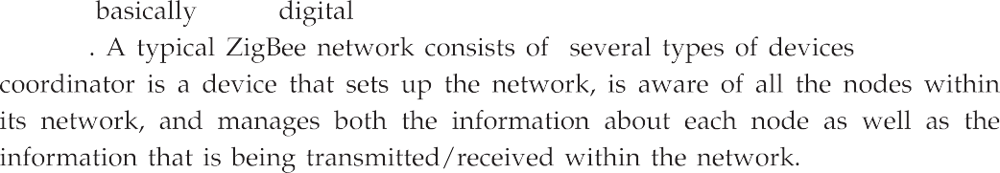 basically digital
. A typical ZigBee network consists of several types of devices
coordinator is a device that sets up the network, is aware of all the nodes within
its network, and manages both the information about each node as well as the
information that is being transmitted/received within the network.